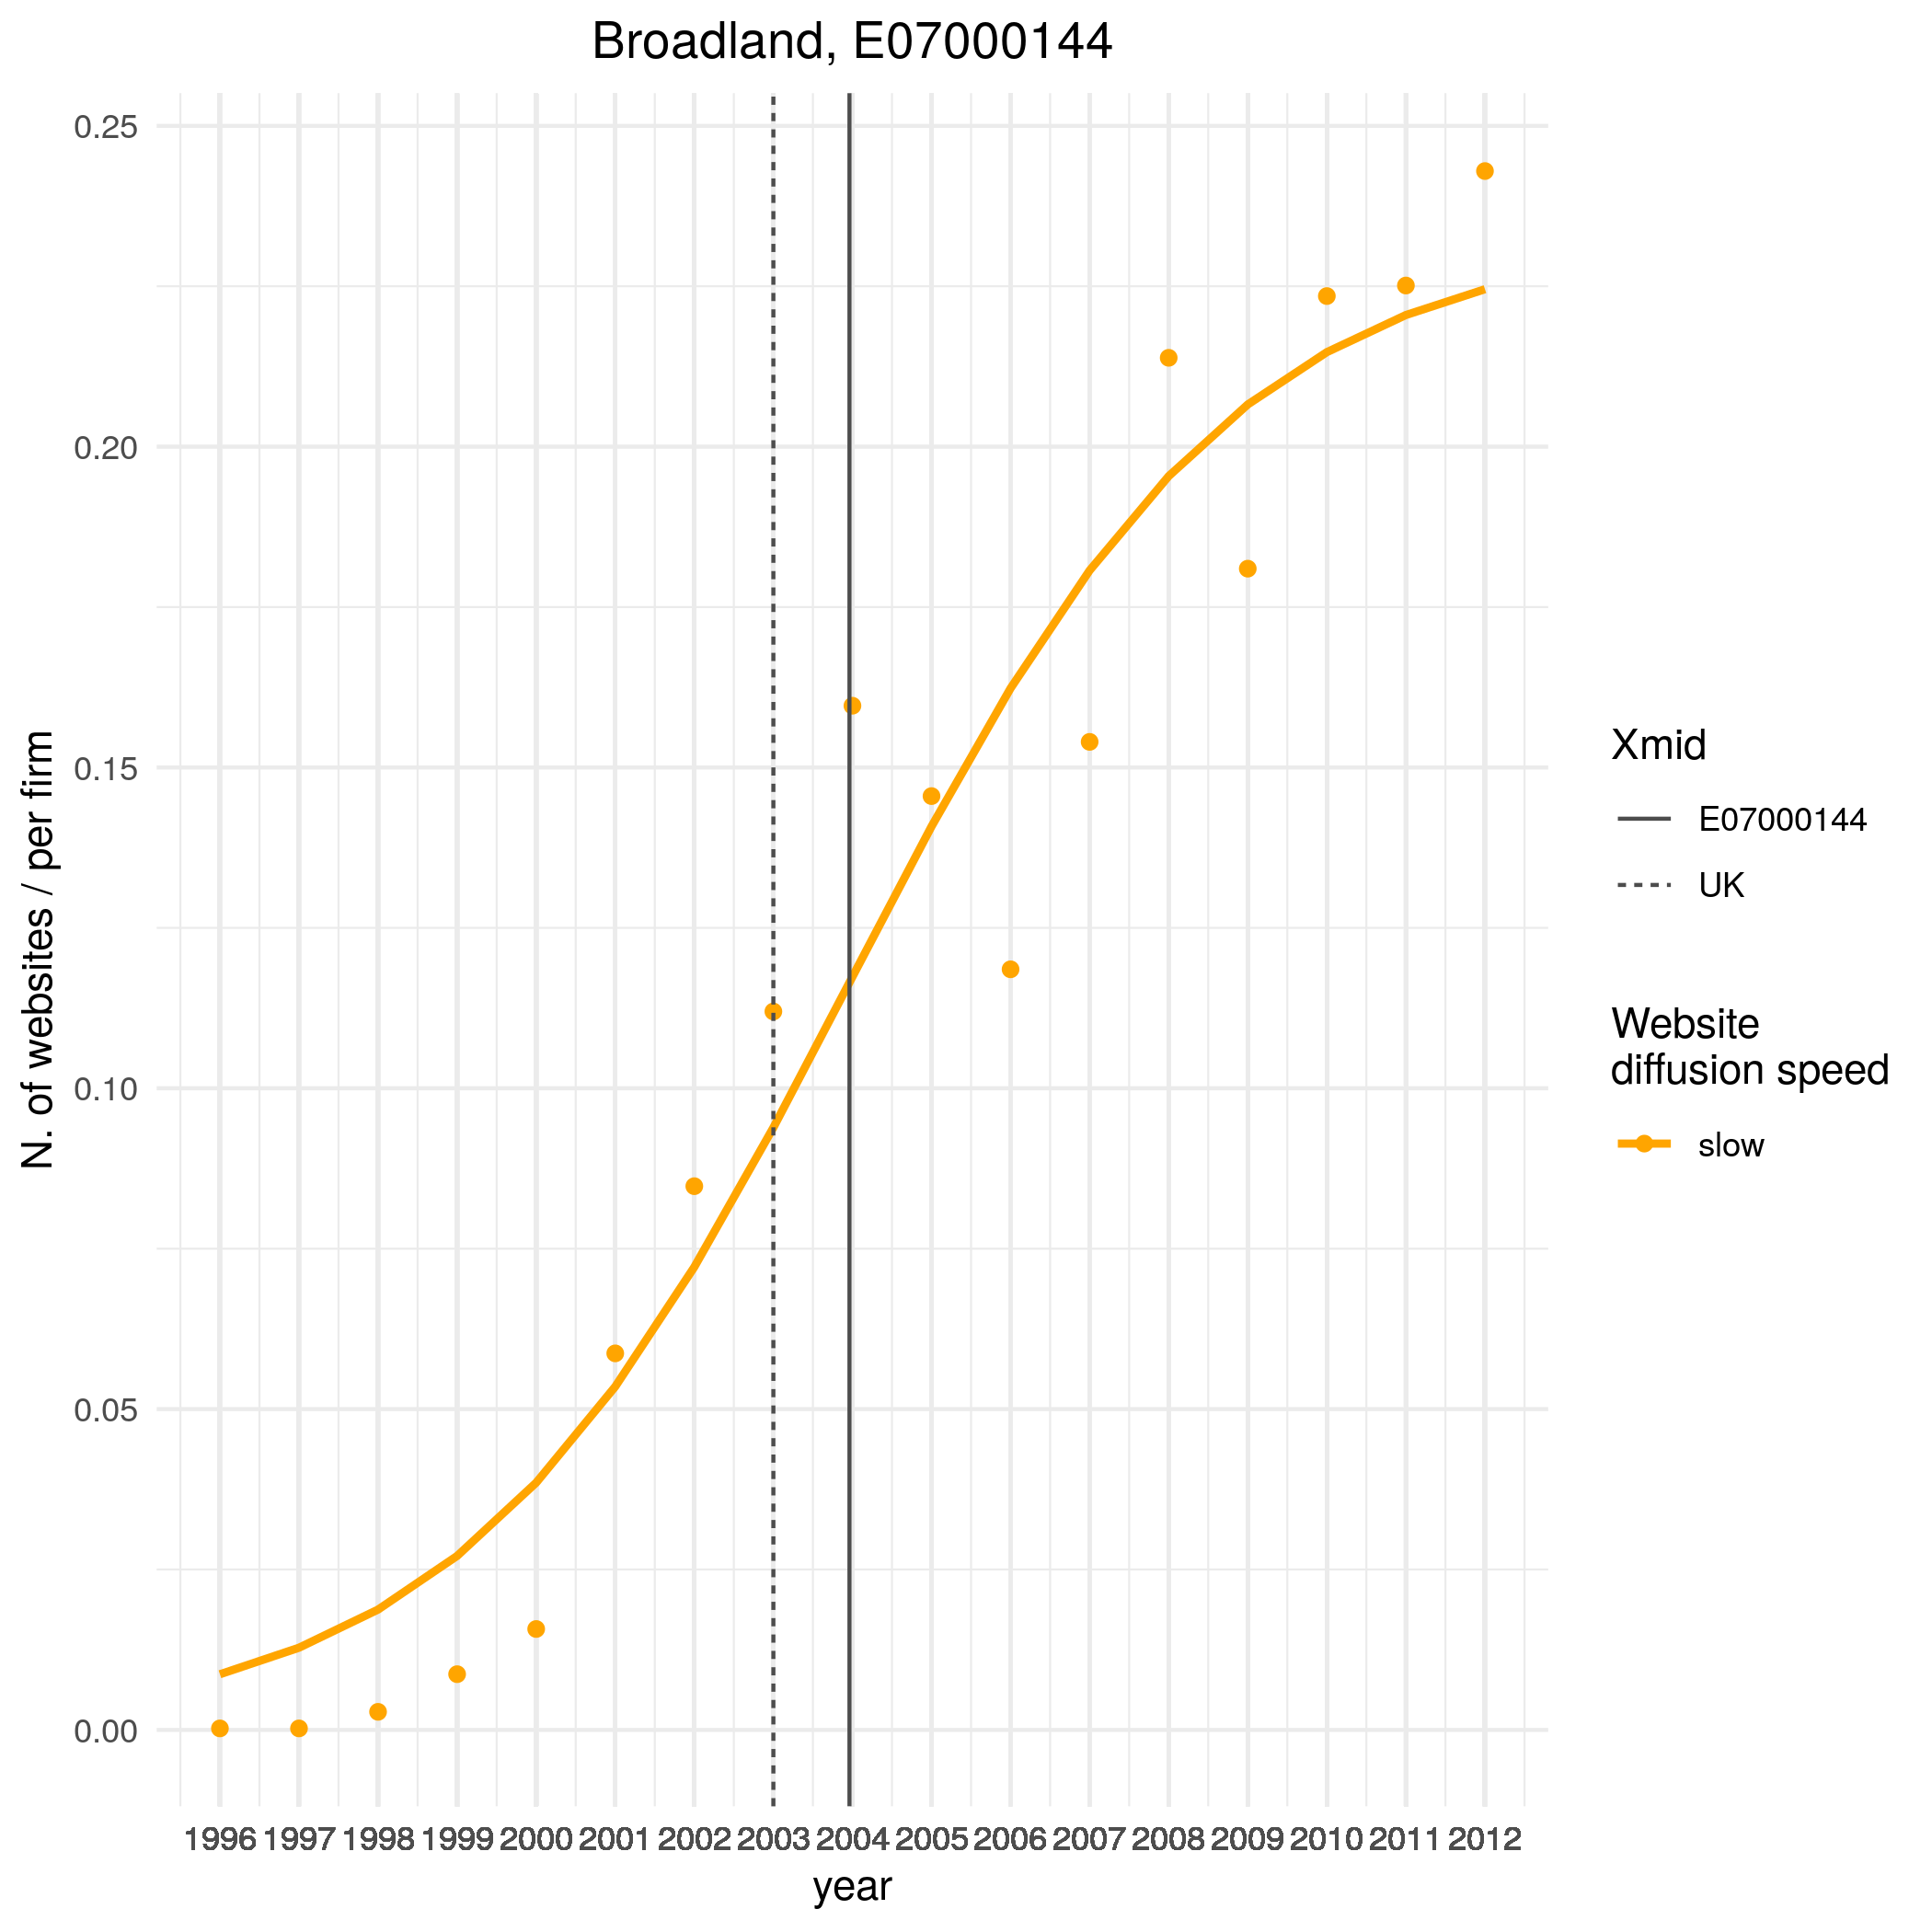 Broadland, E07000144
0.25
0.20
0.15
0.10
0.05
0.00
N. of websites / per firm
1996 1997 1998 1999 2000 2001 2002 2003 2004 2005 2006 2007 2008 2009 2010 2011 2012
year
Xmid
E07000144
UK
Website
diffusion speed
slow